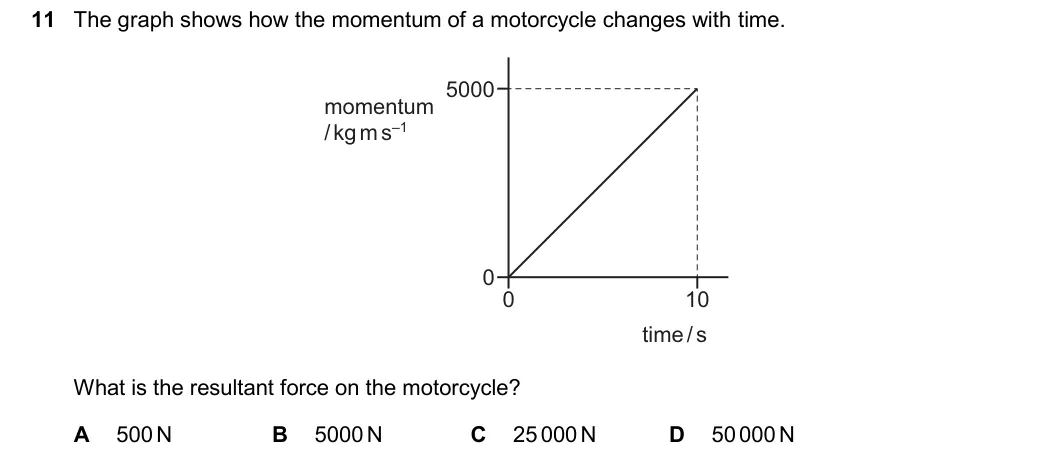 11 The graph shows how the momentum of a motorcycle changes with time.
5000
momentum
/ kg m s⁻¹
0
0 10
time / s
What is the resultant force on the motorcycle?
A 500 N B 5000 N C 25 000 N D 50 000 N